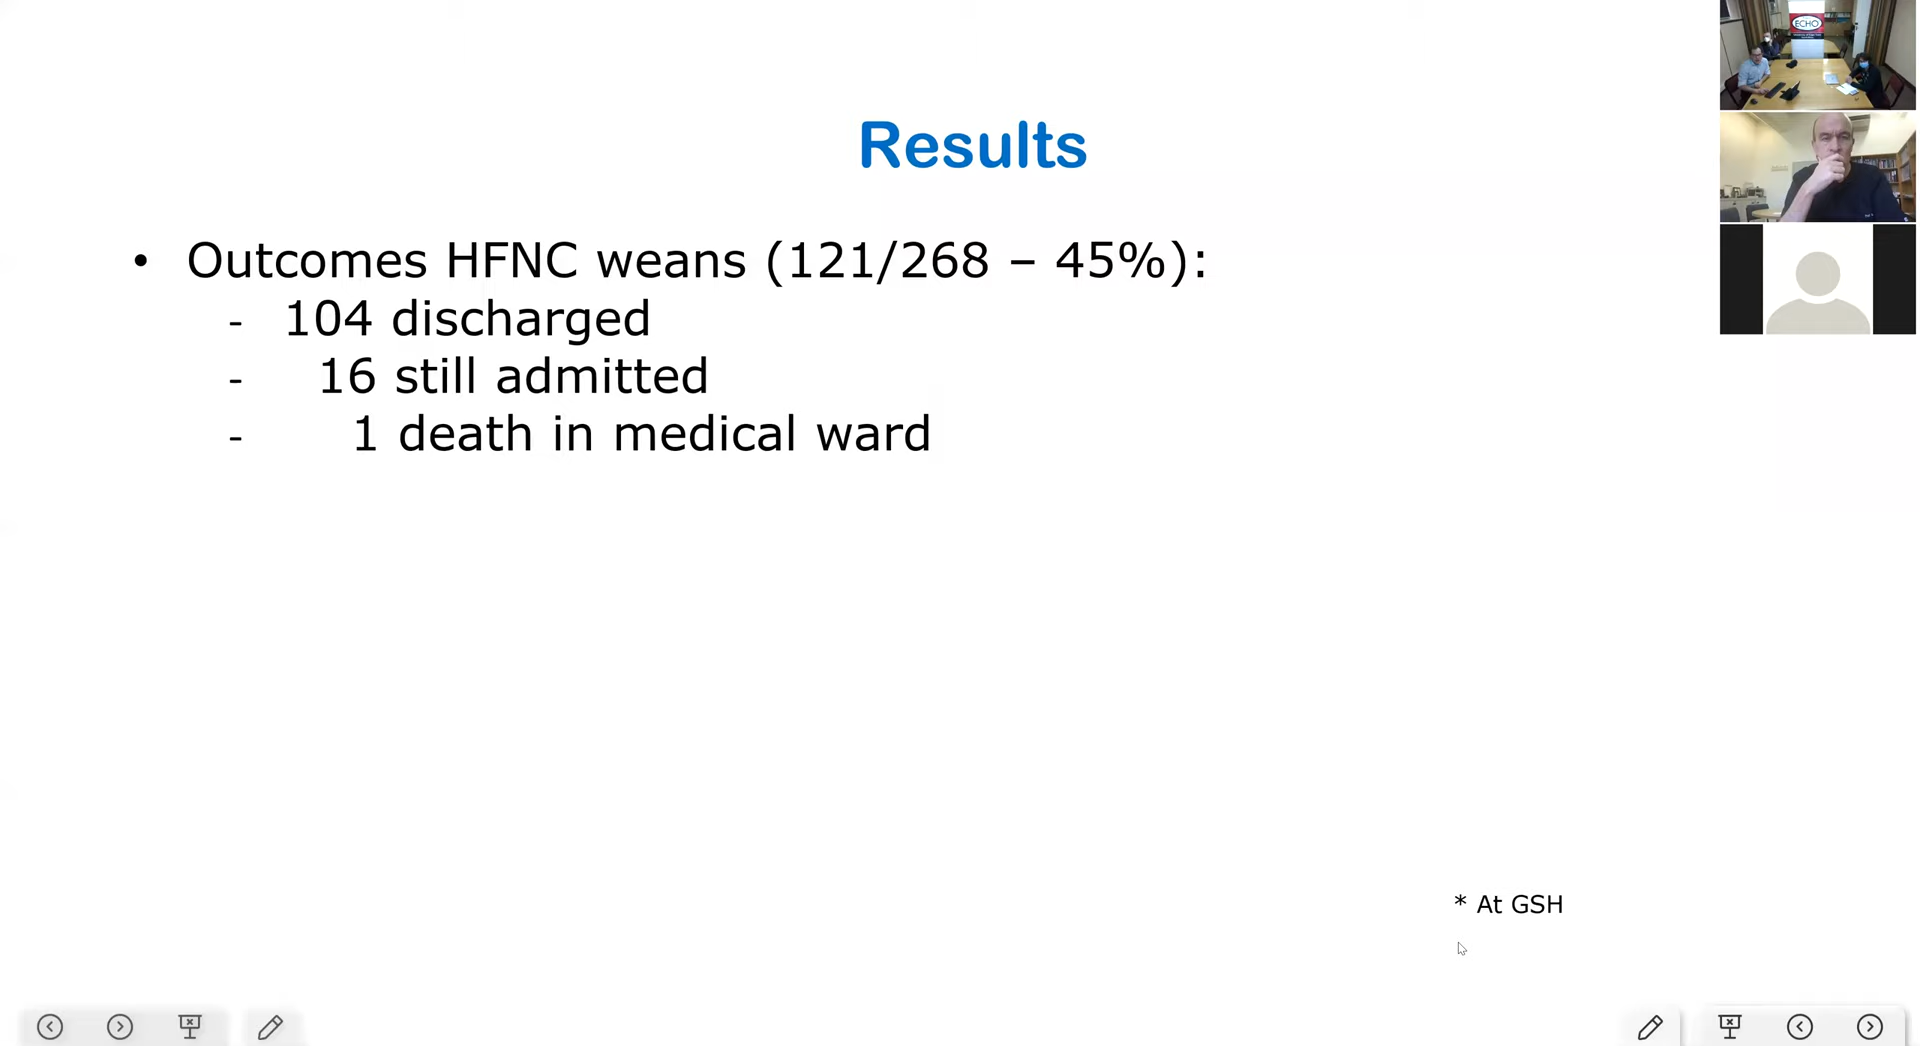 Results
• Outcomes HFNC weans (121/268 – 45%):
- 104 discharged
- 16 still admitted
- 1 death in medical ward
* At GSH
ECHO